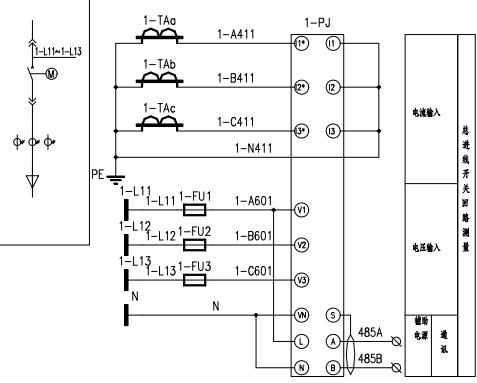 1-L11~1-L13
M
1-PJ
1-TAa
1-A411
I1*
I1
1-TAb
1-B411
I2*
I2
1-TAc
1-C411
I3*
I3
1-N411
PE
1-L11
1-L11
1-FU1
1-A601
V1
1-L12
1-L12
1-FU2
1-B601
V2
1-L13
1-L13
1-FU3
1-C601
V3
N
N
VN
S
L
A
485A
N
B
485B
电流输入
电压输入
辅助
电源
通
讯
总
进
线
开
关
回
路
测
量